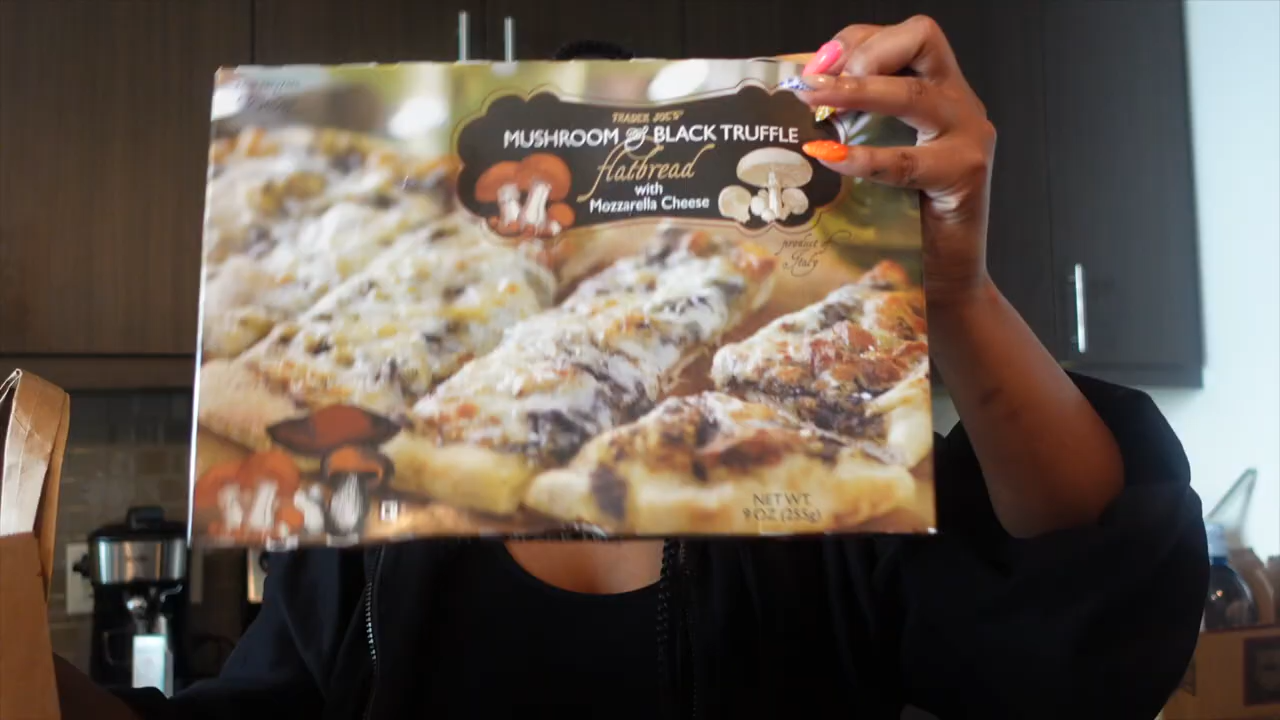 TRADER JOE'S
MUSHROOM & BLACK TRUFFLE
flatbread
with
Mozzarella Cheese
product of
Italy
NET WT.
9 OZ (255g)